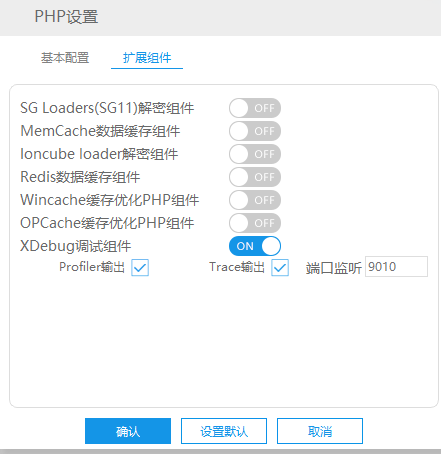 PHP设置
基本配置 扩展组件
SG Loaders(SG11)解密组件 OFF
MemCache数据缓存组件 OFF
Ioncube loader解密组件 OFF
Redis数据缓存组件 OFF
Wincache缓存优化PHP组件 OFF
OPCache缓存优化PHP组件 OFF
XDebug调试组件 ON
Profiler输出 Trace输出 端口监听 9010
确认 设置默认 取消